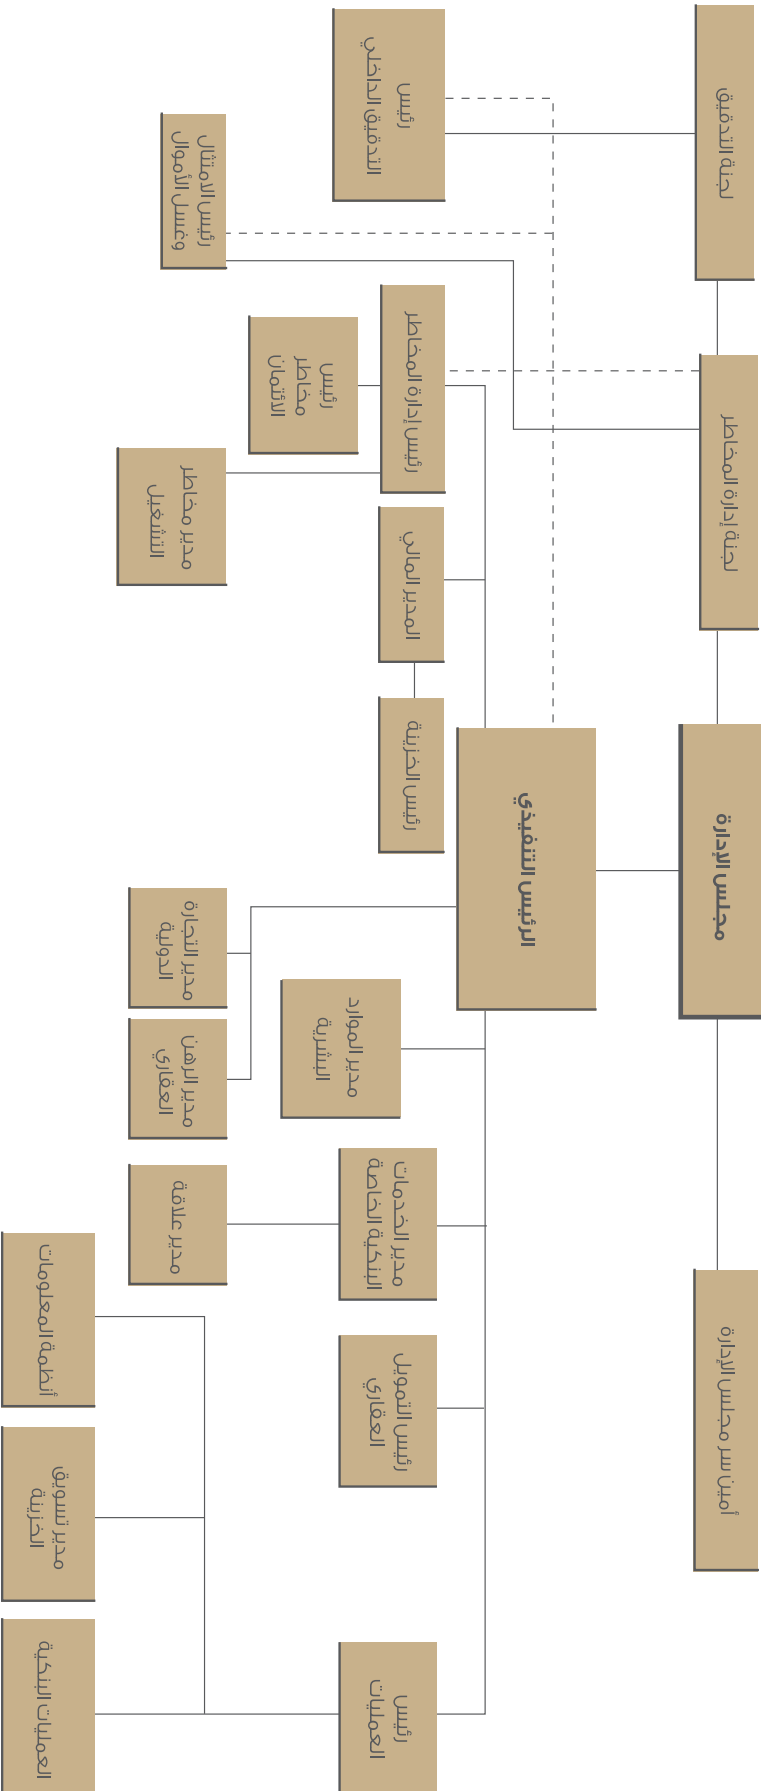 لجنة التدقيق
لجنة إدارة المخاطر
مجلس الإدارة
أمين سر مجلس الإدارة
الرئيس التنفيذي
رئيس
التدقيق الداخلي
رئيس الامتثال
وغسل الأموال
رئيس إدارة المخاطر
رئيس
مخاطر
الائتمان
مدير مخاطر
التشغيل
المدير المالي
رئيس الخزينة
مدير التجارة
الدولية
مدير الرهن
العقاري
مدير الموارد
البشرية
مدير الخدمات
البنكية الخاصة
مدير علاقة
رئيس التمويل
العقاري
رئيس
العمليات
أنظمة المعلومات
مدير تسويق
الخزينة
العمليات البنكية